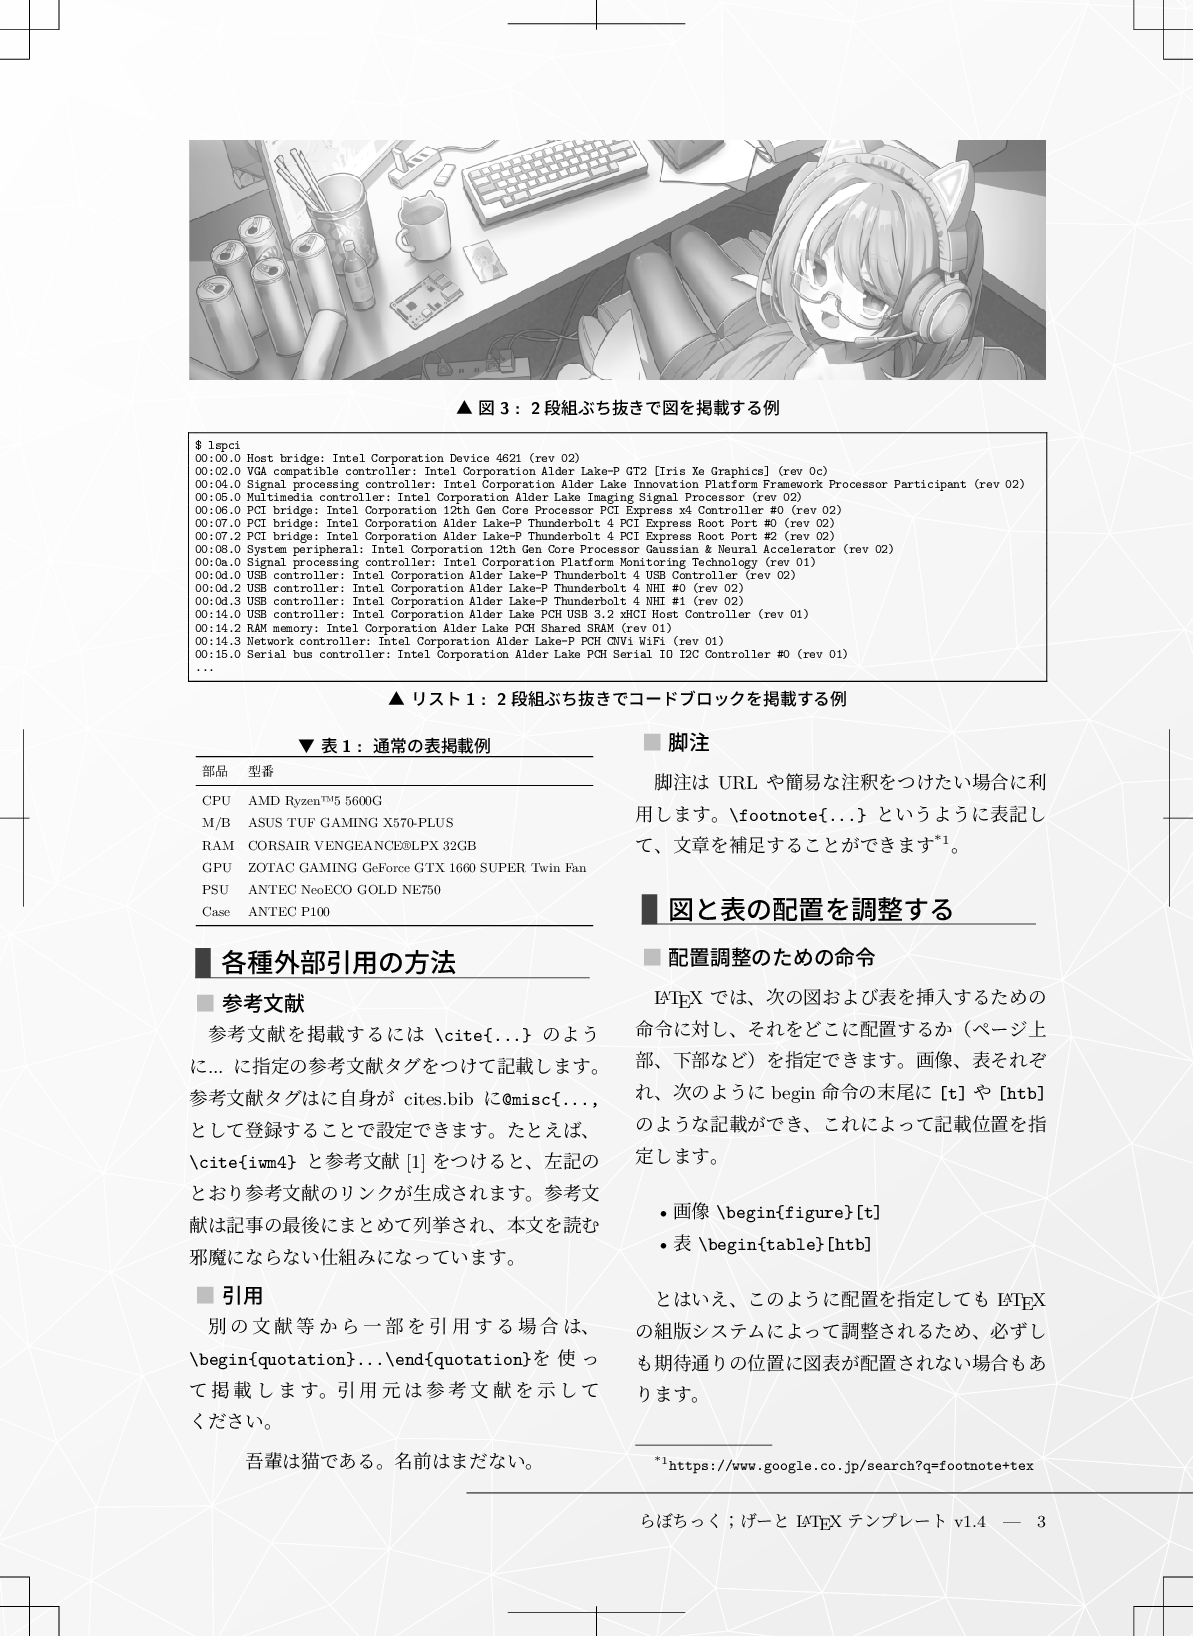 ▲ 図 3： 2 段組ぶち抜きで図を掲載する例
$ lspci
00:00.0 Host bridge: Intel Corporation Device 4621 (rev 02)
00:02.0 VGA compatible controller: Intel Corporation Alder Lake-P GT2 [Iris Xe Graphics] (rev 0c)
00:04.0 Signal processing controller: Intel Corporation Alder Lake Innovation Platform Framework Processor Participant (rev 02)
00:05.0 Multimedia controller: Intel Corporation Alder Lake Imaging Signal Processor (rev 02)
00:06.0 PCI bridge: Intel Corporation 12th Gen Core Processor PCI Express x4 Controller #0 (rev 02)
00:07.0 PCI bridge: Intel Corporation Alder Lake-P Thunderbolt 4 PCI Express Root Port #0 (rev 02)
00:07.2 PCI bridge: Intel Corporation Alder Lake-P Thunderbolt 4 PCI Express Root Port #2 (rev 02)
00:08.0 System peripheral: Intel Corporation 12th Gen Core Processor Gaussian & Neural Accelerator (rev 02)
00:0a.0 Signal processing controller: Intel Corporation Platform Monitoring Technology (rev 01)
00:0d.0 USB controller: Intel Corporation Alder Lake-P Thunderbolt 4 USB Controller (rev 02)
00:0d.2 USB controller: Intel Corporation Alder Lake-P Thunderbolt 4 NHI #0 (rev 02)
00:0d.3 USB controller: Intel Corporation Alder Lake-P Thunderbolt 4 NHI #1 (rev 02)
00:14.0 USB controller: Intel Corporation Alder Lake PCH USB 3.2 xHCI Host Controller (rev 01)
00:14.2 RAM memory: Intel Corporation Alder Lake PCH Shared SRAM (rev 01)
00:14.3 Network controller: Intel Corporation Alder Lake-P PCH CNVi WiFi (rev 01)
00:15.0 Serial bus controller: Intel Corporation Alder Lake PCH Serial IO I2C Controller #0 (rev 01)
...
▲ リスト 1： 2 段組ぶち抜きでコードブロックを掲載する例
▼ 表 1： 通常の表掲載例
部品 型番
CPU AMD Ryzen™5 5600G
M/B ASUS TUF GAMING X570-PLUS
RAM CORSAIR VENGEANCE®LPX 32GB
GPU ZOTAC GAMING GeForce GTX 1660 SUPER Twin Fan
PSU ANTEC NeoECO GOLD NE750
Case ANTEC P100
各種外部引用の方法
参考文献
参考文献を掲載するには \cite{...} のよう
に... に指定の参考文献タグをつけて記載します。
参考文献タグはに自身が cites.bib に@misc{...,
として登録することで設定できます。たとえば、
\cite{iwm4} と参考文献 [1] をつけると、左記の
とおり参考文献のリンクが生成されます。参考文
献は記事の最後にまとめて列挙され、本文を読む
邪魔にならない仕組みになっています。
引用
別の文献等から一部を引用する場合は、
\begin{quotation}...\end{quotation}を使っ
て掲載します。引用元は参考文献を示して
ください。
吾輩は猫である。名前はまだない。
脚注
脚注は URL や簡易な注釈をつけたい場合に利
用します。\footnote{...} というように表記し
て、文章を補足することができます*1。
図と表の配置を調整する
配置調整のための命令
LATEX では、次の図および表を挿入するための
命令に対し、それをどこに配置するか（ページ上
部、下部など）を指定できます。画像、表それぞ
れ、次のように begin 命令の末尾に [t] や [htb]
のような記載ができ、これによって記載位置を指
定します。
• 画像 \begin{figure}[t]
• 表 \begin{table}[htb]
とはいえ、このように配置を指定しても LATEX
の組版システムによって調整されるため、必ずし
も期待通りの位置に図表が配置されない場合もあ
ります。
*1https://www.google.co.jp/search?q=footnote+tex
らぼちっく；げーと LATEX テンプレート v1.4 — 3